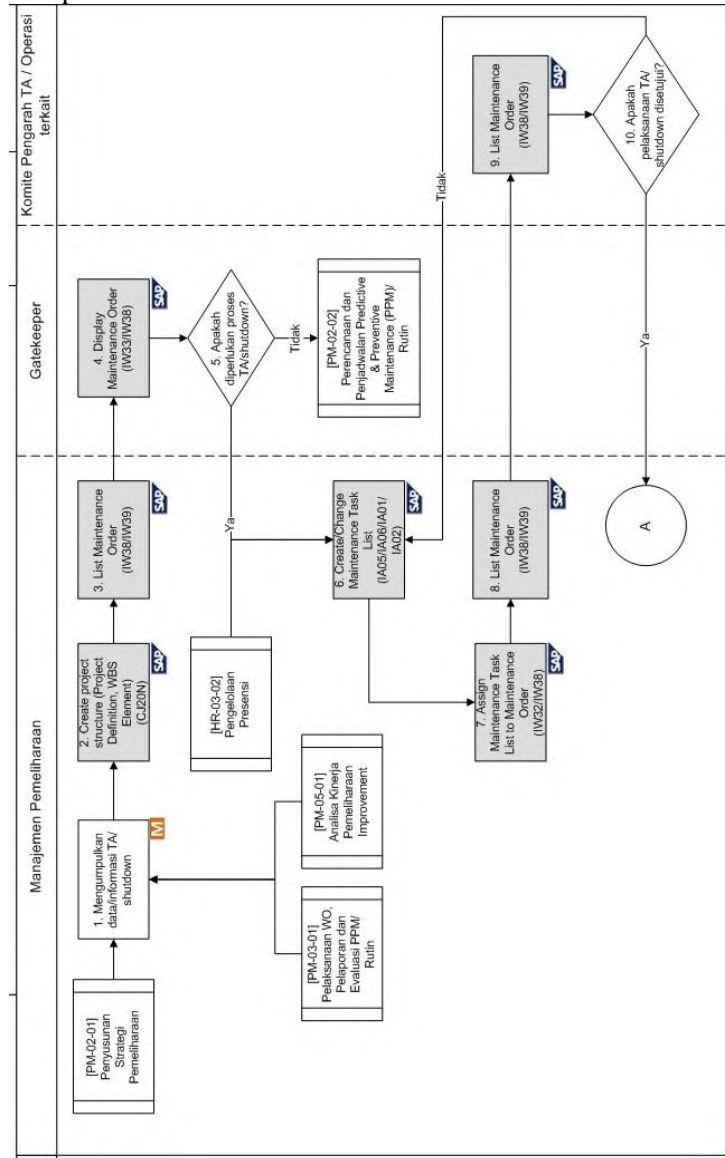 Komite Pengarah TA / Operasi
terkait
Gatekeeper
Manajemen Pemeliharaan
[PM-02-01]
Penyusunan
Strategi
Pemeliharaan
1. Mengumpulkan
data/informasi TA/
shutdown
M
2. Create project
structure (Project
Definition, WBS
Element)
(CJ20N)
SAP
3. List Maintenance
Order
(IW38/IW39)
SAP
4. Display
Maintenance Order
(IW33/IW38)
SAP
5. Apakah
diperlukan proses
TA/shutdown?
Tidak
[PM-02-02]
Perencanaan dan
Penjadwalan Predictive
& Preventive
Maintenance (PPM)/
Rutin
Ya
[HR-03-02]
Pengelolaan
Presensi
[PM-03-01]
Pelaksanaan WO,
Pelaporan dan
Evaluasi PPM/
Rutin
[PM-05-01]
Analisa Kinerja
Pemeliharaan
Improvement
6. Create/Change
Maintenance Task
List
(IA05/IA06/IA01/
IA02)
SAP
7. Assign
Maintenance Task
List to Maintenance
Order
(IW32/IW38)
SAP
8. List Maintenance
Order
(IW38/IW39)
SAP
9. List Maintenance
Order
(IW38/IW39)
SAP
10. Apakah
pelaksanaan TA/
shutdown disetujui?
Tidak
Ya
A